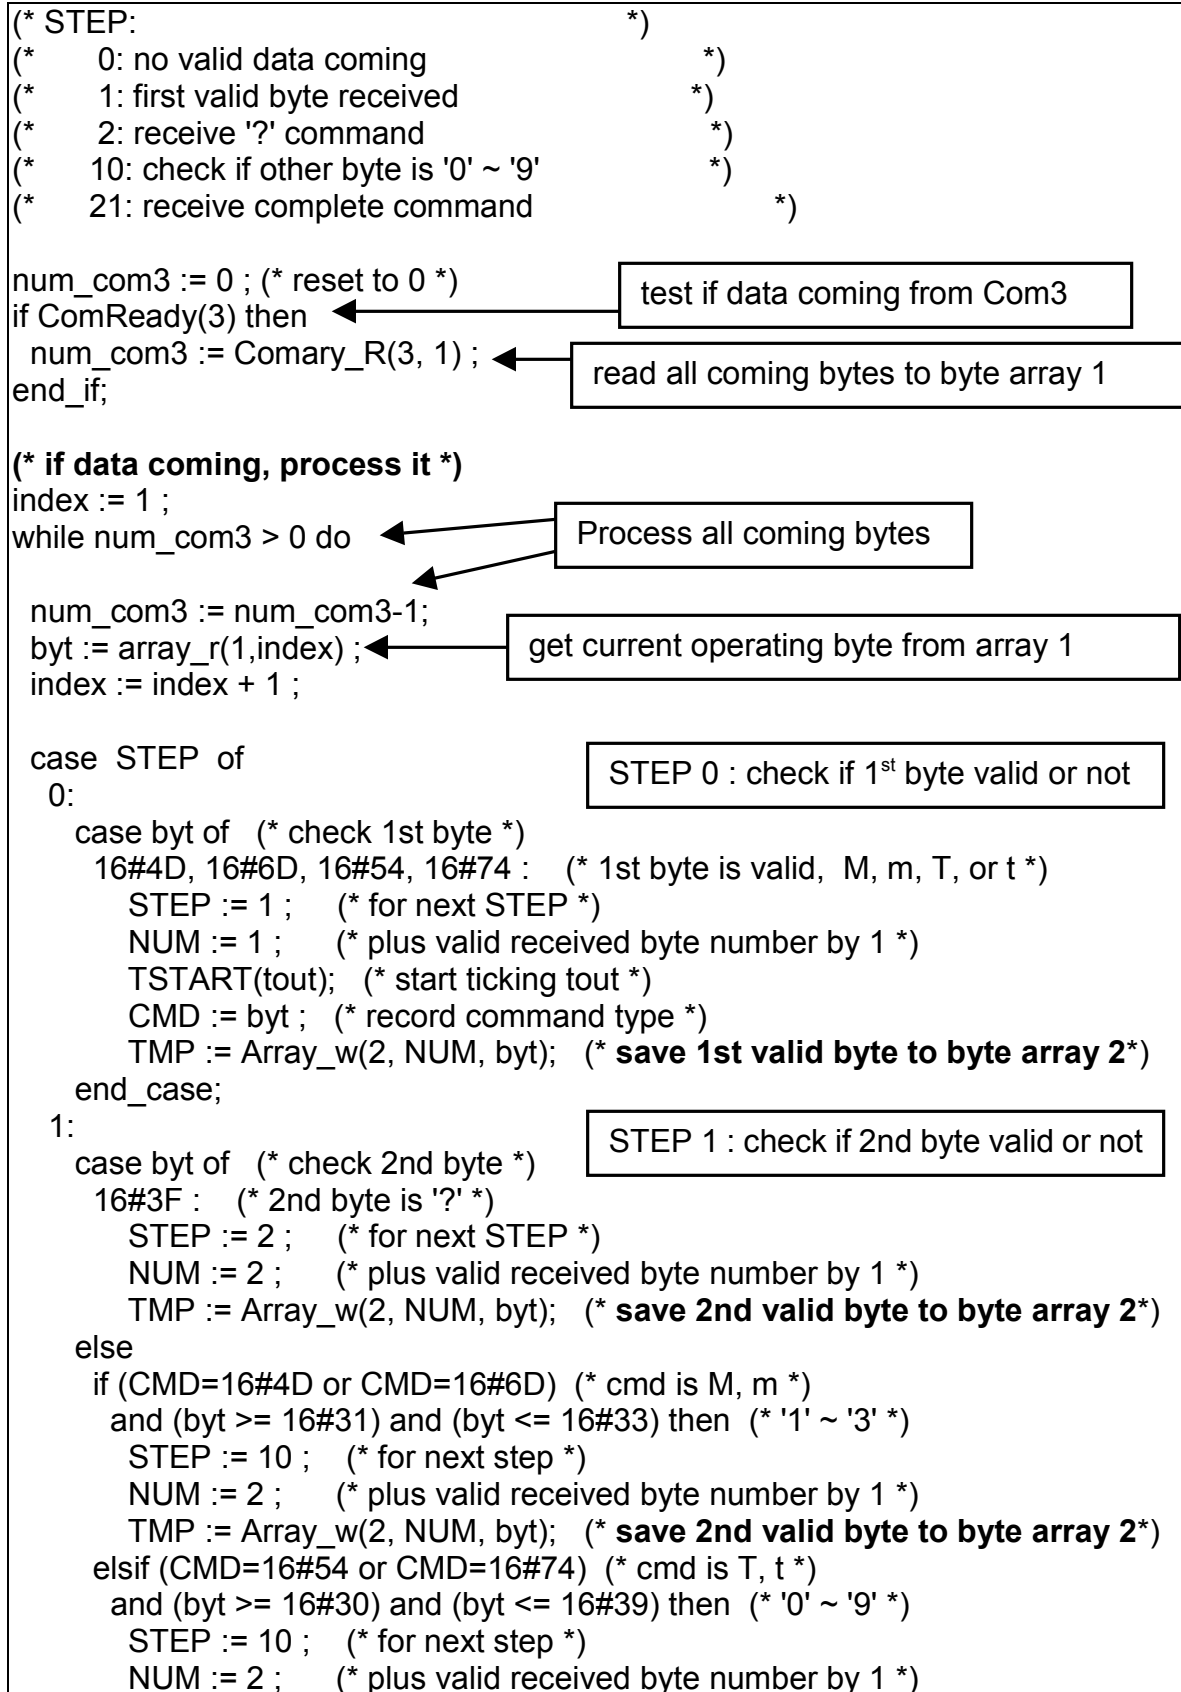 (* STEP: *)
(* 0: no valid data coming *)
(* 1: first valid byte received *)
(* 2: receive '?' command *)
(* 10: check if other byte is '0' ~ '9' *)
(* 21: receive complete command *)
num_com3 := 0 ; (* reset to 0 *)
test if data coming from Com3
if ComReady(3) then
num_com3 := Comary_R(3, 1) ;
read all coming bytes to byte array 1
end_if;
(* if data coming, process it *)
index := 1 ;
while num_com3 > 0 do
Process all coming bytes
num_com3 := num_com3-1;
byt := array_r(1,index) ;
get current operating byte from array 1
index := index + 1 ;
case STEP of
STEP 0 : check if 1st byte valid or not
0:
case byt of (* check 1st byte *)
16#4D, 16#6D, 16#54, 16#74 : (* 1st byte is valid, M, m, T, or t *)
STEP := 1 ; (* for next STEP *)
NUM := 1 ; (* plus valid received byte number by 1 *)
TSTART(tout); (* start ticking tout *)
CMD := byt ; (* record command type *)
TMP := Array_w(2, NUM, byt); (* save 1st valid byte to byte array 2*)
end_case;
1:
STEP 1 : check if 2nd byte valid or not
case byt of (* check 2nd byte *)
16#3F : (* 2nd byte is '?' *)
STEP := 2 ; (* for next STEP *)
NUM := 2 ; (* plus valid received byte number by 1 *)
TMP := Array_w(2, NUM, byt); (* save 2nd valid byte to byte array 2*)
else
if (CMD=16#4D or CMD=16#6D) (* cmd is M, m *)
and (byt >= 16#31) and (byt <= 16#33) then (* '1' ~ '3' *)
STEP := 10 ; (* for next step *)
NUM := 2 ; (* plus valid received byte number by 1 *)
TMP := Array_w(2, NUM, byt); (* save 2nd valid byte to byte array 2*)
elsif (CMD=16#54 or CMD=16#74) (* cmd is T, t *)
and (byt >= 16#30) and (byt <= 16#39) then (* '0' ~ '9' *)
STEP := 10 ; (* for next step *)
NUM := 2 ; (* plus valid received byte number by 1 *)